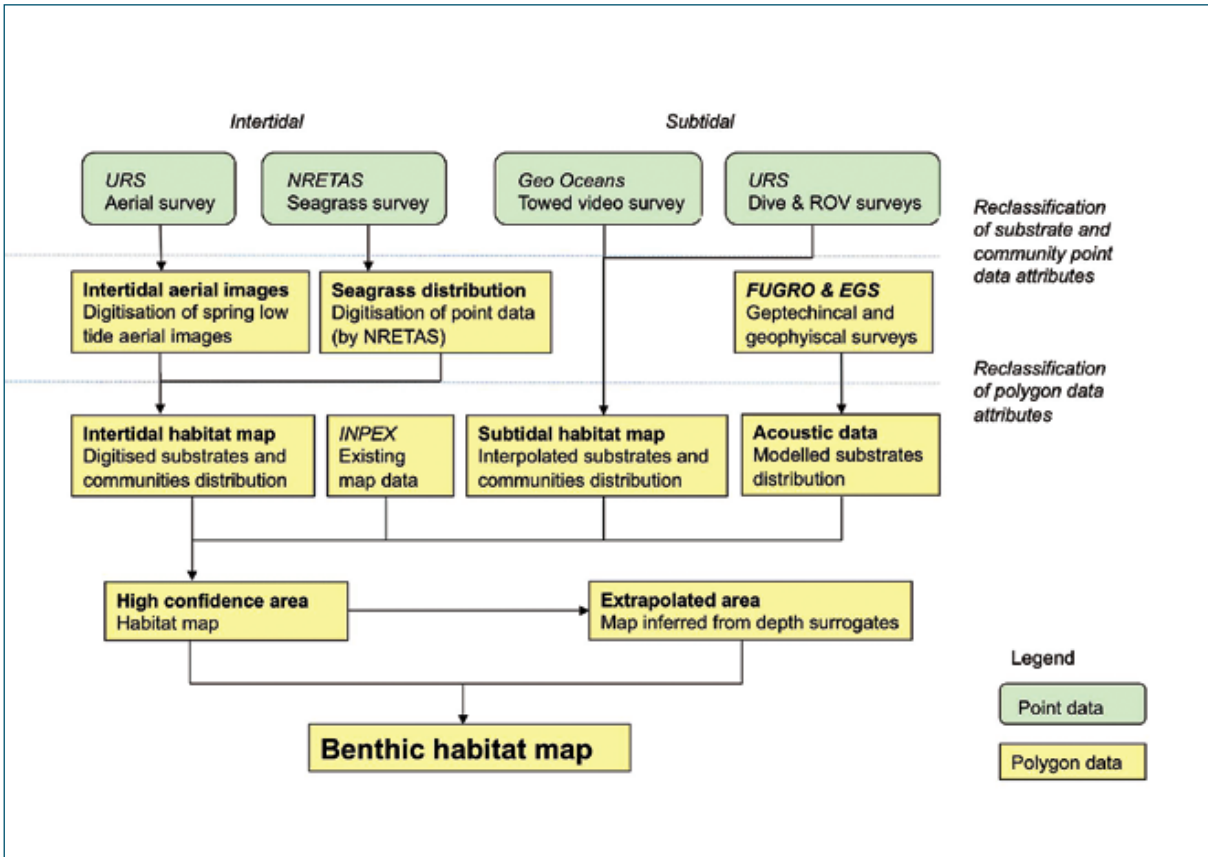 Intertidal
Subtidal
URS
Aerial survey
NRETAS
Seagrass survey
Geo Oceans
Towed video survey
URS
Dive & ROV surveys
Reclassification
of substrate and
community point
data attributes
Intertidal aerial images
Digitisation of spring low
tide aerial images
Seagrass distribution
Digitisation of point data
(by NRETAS)
FUGRO & EGS
Geptechincal and
geophyiscal surveys
Reclassification
of polygon data
attributes
Intertidal habitat map
Digitised substrates and
communities distribution
INPEX
Existing
map data
Subtidal habitat map
Interpolated substrates and
communities distribution
Acoustic data
Modelled substrates
distribution
High confidence area
Habitat map
Extrapolated area
Map inferred from depth surrogates
Benthic habitat map
Legend
Point data
Polygon data